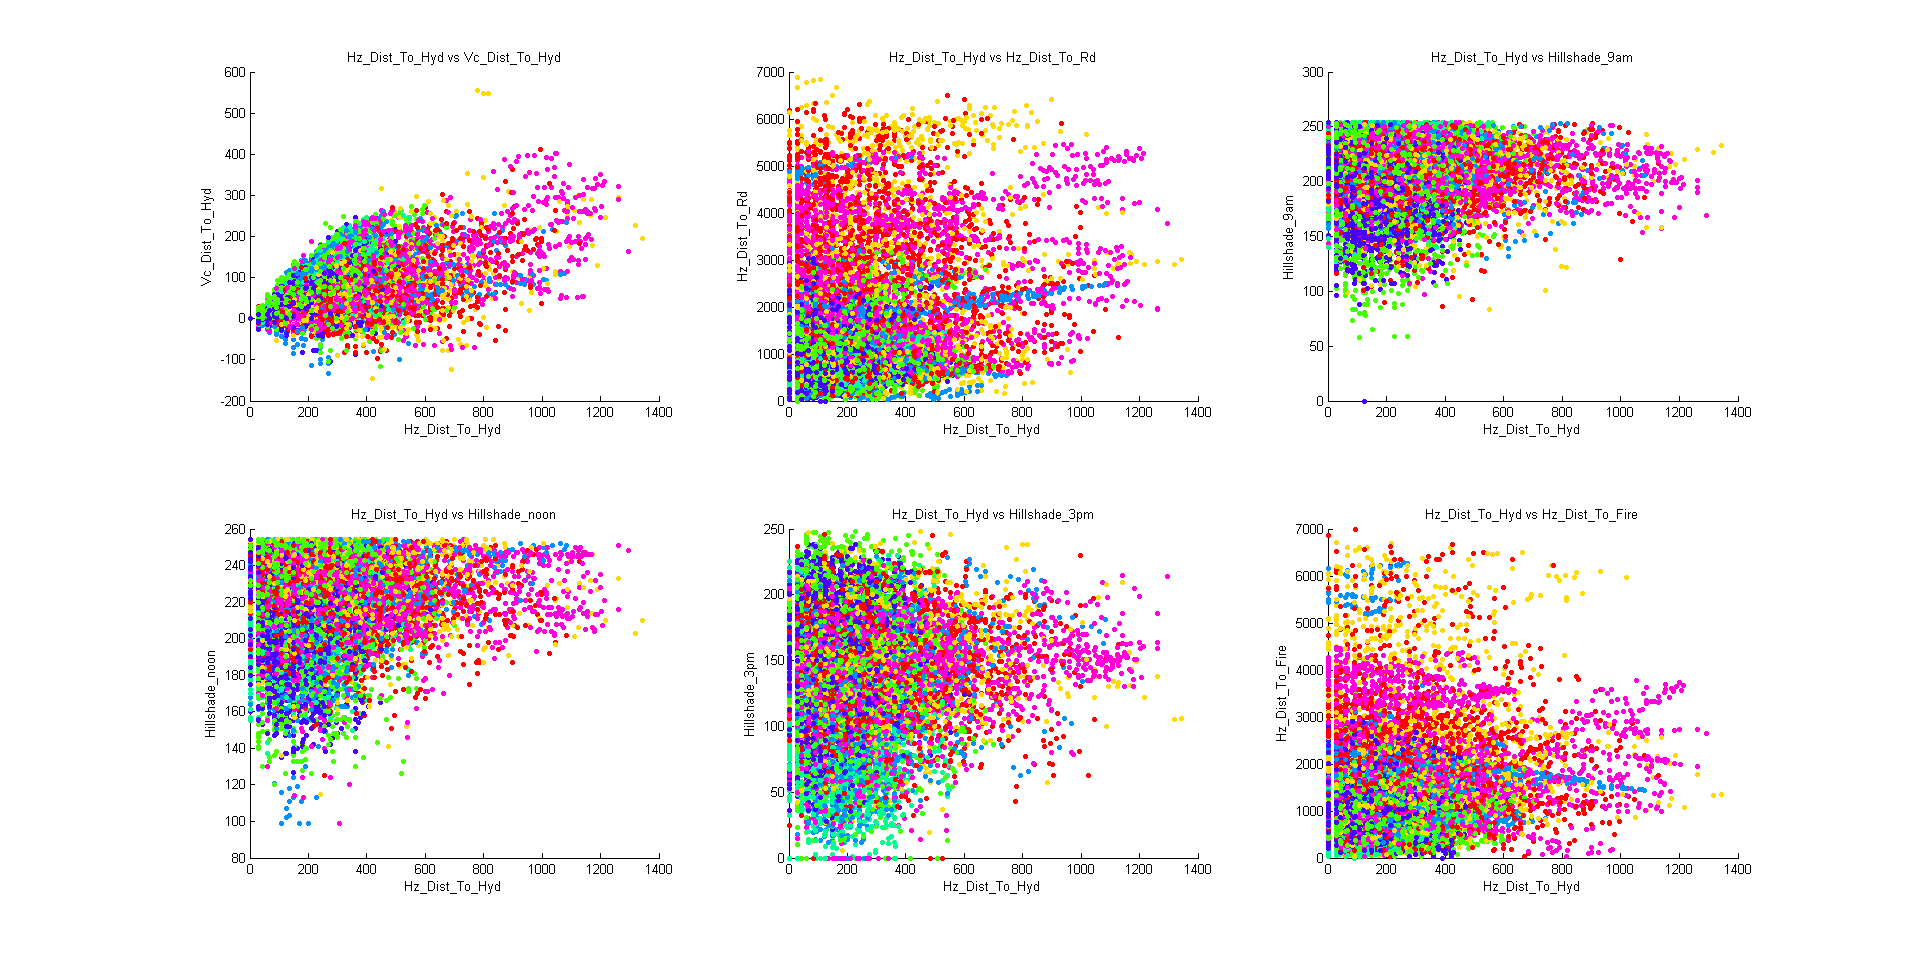 Hz_Dist_To_Hyd vs Vc_Dist_To_Hyd
600
500
400
300
200
100
0
-100
-200
Vc_Dist_To_Hyd
0 200 400 600 800 1000 1200 1400
Hz_Dist_To_Hyd
Hz_Dist_To_Hyd vs Hz_Dist_To_Rd
7000
6000
5000
4000
3000
2000
1000
0
Hz_Dist_To_Rd
0 200 400 600 800 1000 1200 1400
Hz_Dist_To_Hyd
Hz_Dist_To_Hyd vs Hillshade_9am
300
250
200
150
100
50
0
Hillshade_9am
0 200 400 600 800 1000 1200 1400
Hz_Dist_To_Hyd
Hz_Dist_To_Hyd vs Hillshade_noon
260
240
220
200
180
160
140
120
100
80
Hillshade_noon
0 200 400 600 800 1000 1200 1400
Hz_Dist_To_Hyd
Hz_Dist_To_Hyd vs Hillshade_3pm
250
200
150
100
50
0
Hillshade_3pm
0 200 400 600 800 1000 1200 1400
Hz_Dist_To_Hyd
Hz_Dist_To_Hyd vs Hz_Dist_To_Fire
7000
6000
5000
4000
3000
2000
1000
0
Hz_Dist_To_Fire
0 200 400 600 800 1000 1200 1400
Hz_Dist_To_Hyd